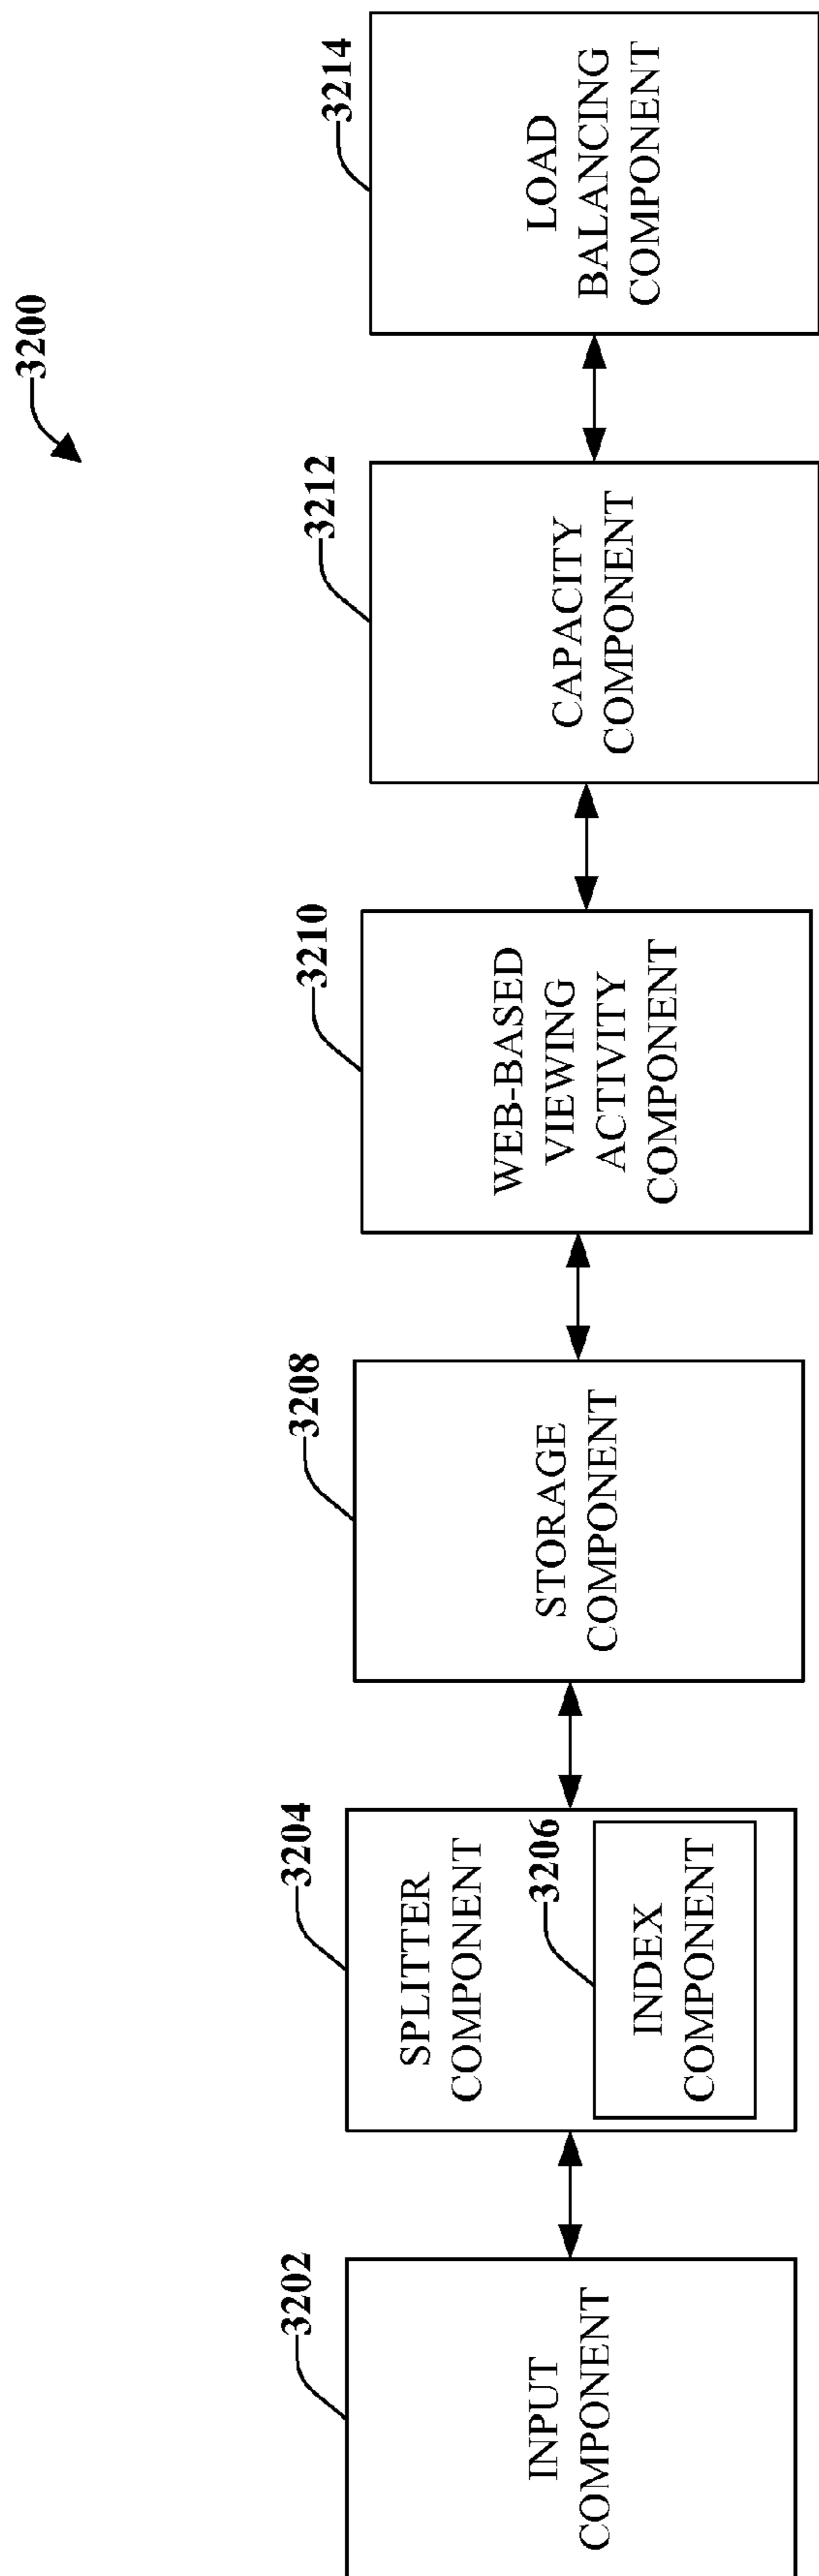 3200
3202
INPUT
COMPONENT
3204
SPLITTER
COMPONENT
3206
INDEX
COMPONENT
3208
STORAGE
COMPONENT
3210
WEB-BASED
VIEWING
ACTIVITY
COMPONENT
3212
CAPACITY
COMPONENT
3214
LOAD
BALANCING
COMPONENT